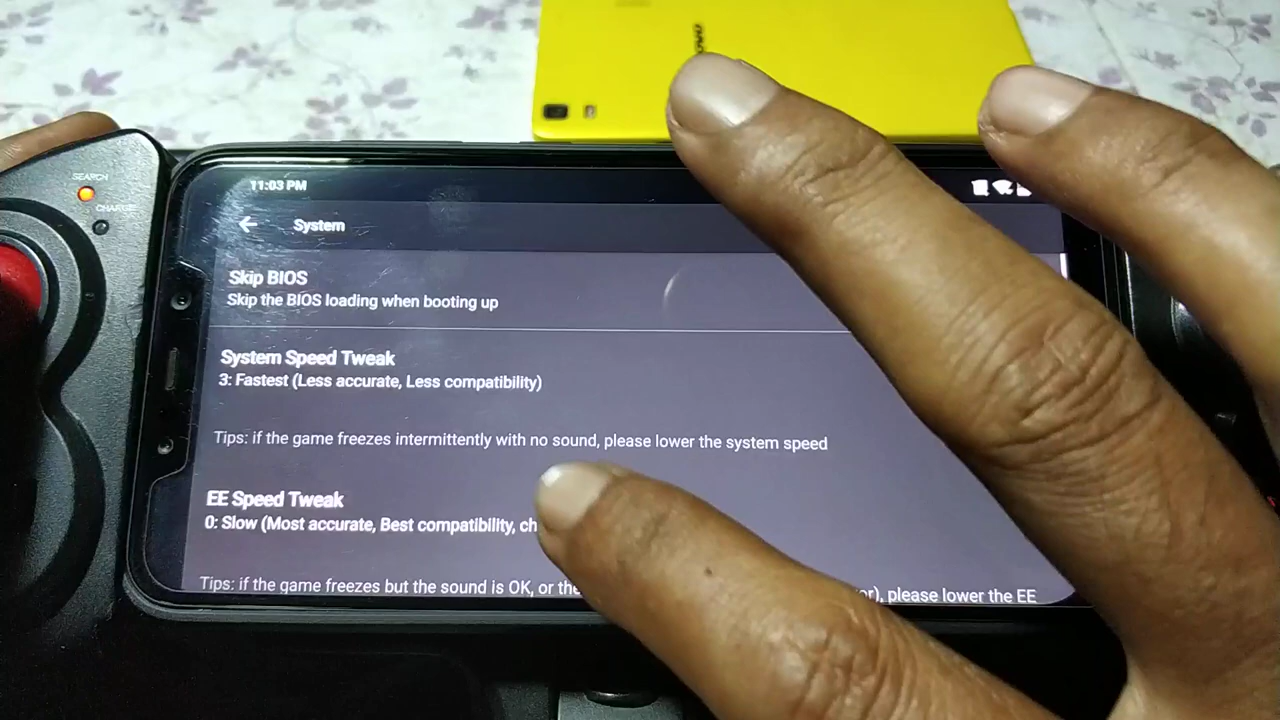 SEARCH
11:03 PM
System
Skip BIOS
Skip the BIOS loading when booting up
System Speed Tweak
3: Fastest (Less accurate, Less compatibility)
Tips: if the game freezes intermittently with no sound, please lower the system speed
EE Speed Tweak
0: Slow (Most accurate, Best compatibility,
Tips: if the game freezes but the sound is OK, or the please lower the EE